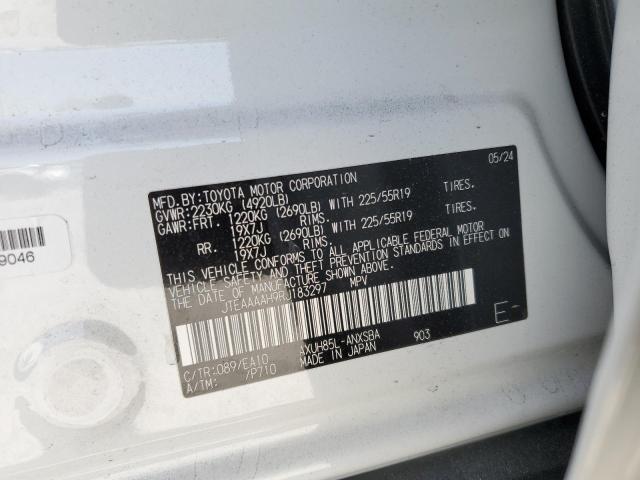 MFD.BY:TOYOTA MOTOR CORPORATION 05/24
GVWR:2230KG (4920LB)
GAWR:FRT. 1220KG (2690LB) WITH 225/55R19 TIRES.
19X7J RIMS.
RR. 1220KG (2690LB) WITH 225/55R19 TIRES.
19X7J RIMS.
THIS VEHICLE CONFORMS TO ALL APPLICABLE FEDERAL MOTOR
VEHICLE SAFETY AND THEFT PREVENTION STANDARDS IN EFFECT ON
THE DATE OF MANUFACTURE SHOWN ABOVE.
JTEAAAAH9RJ183297 MPV
C/TR:089/EA10 AXUH85L-ANXSBA 903
A/TM: /P710 MADE IN JAPAN
E-
9046